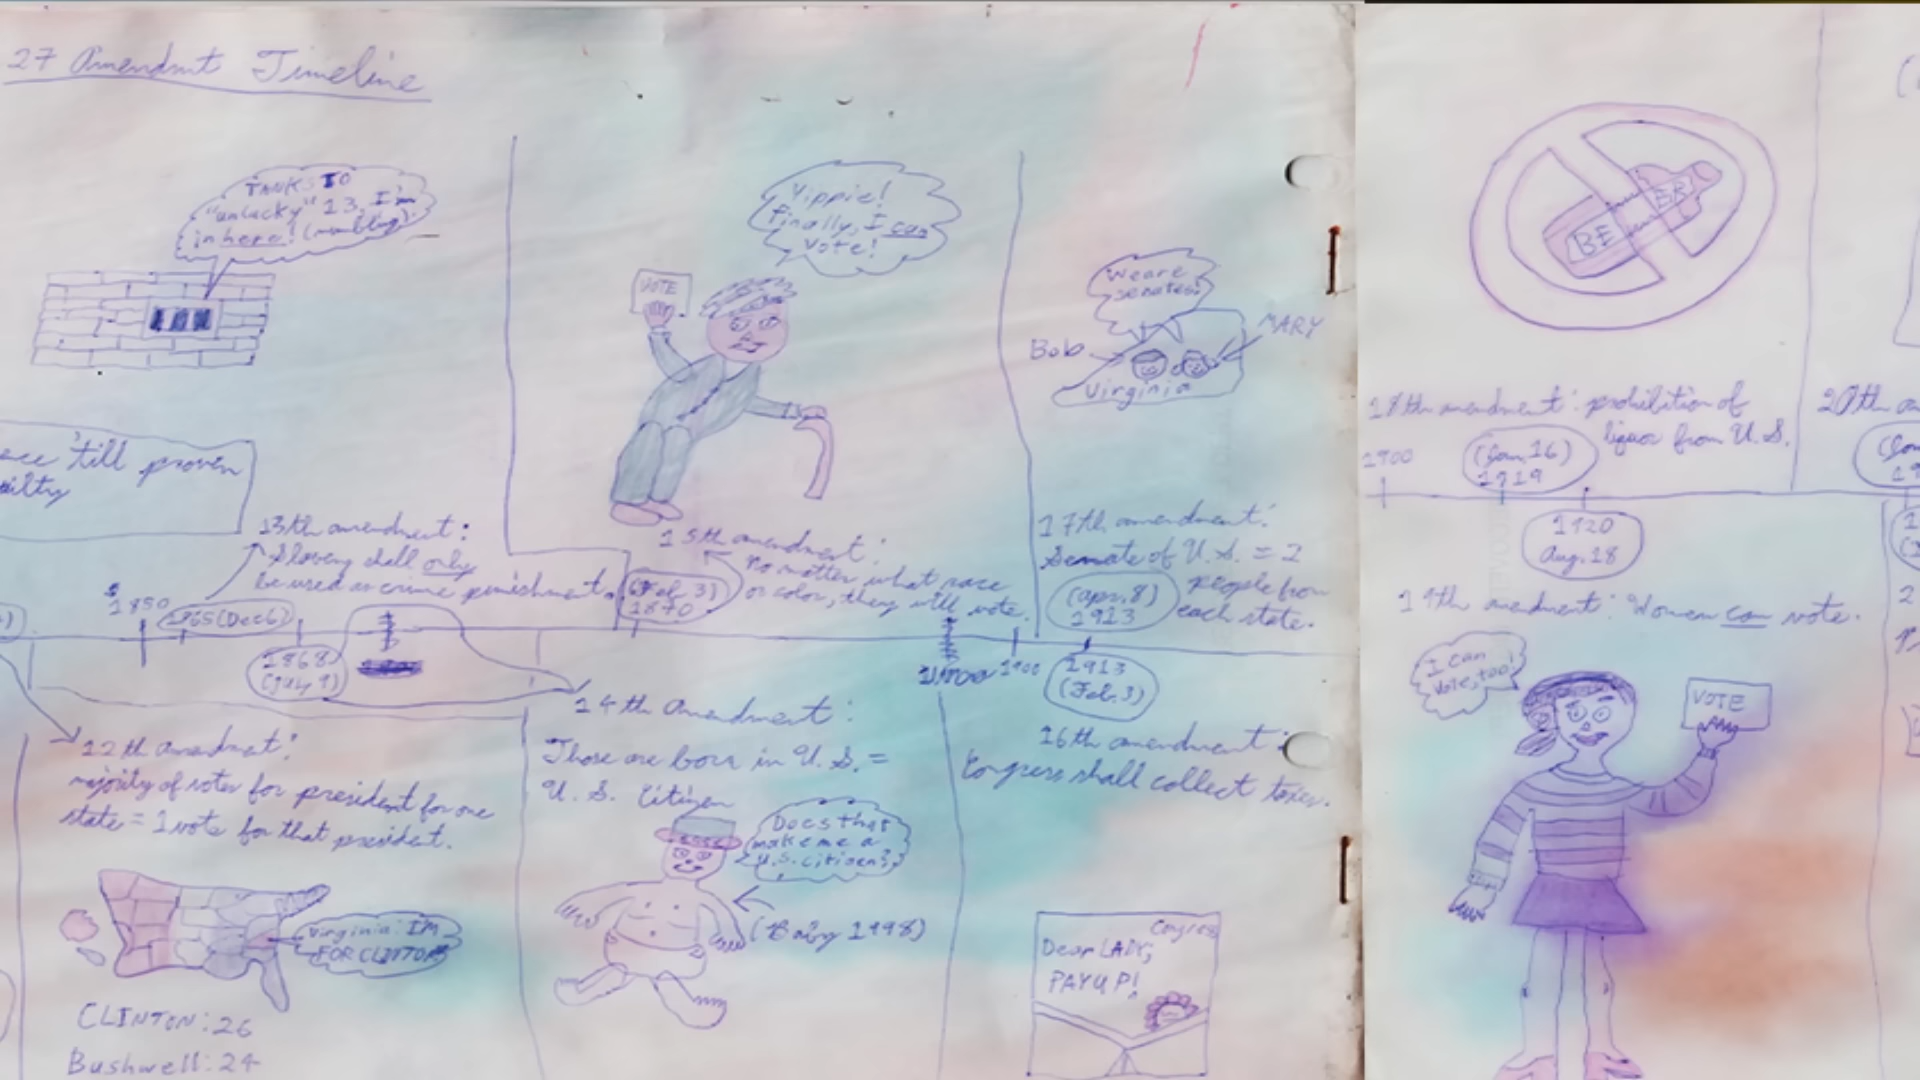 27 Amendmnt Timeline
TANKS TO
"unlucky" 13, I'm
in here! (mumbling)
'till proven
13th amendment:
Slavery shall only
be used as crime punishment.
1850
1865 (Dec 6)
1868
(July 9)
12th amendment:
majority of votes for president for one
state = 1 vote for that president.
Virginia: I'M
FOR CLINTON
CLINTON: 26
Bushwell: 24
Yippie!
finally, I can
vote!
VOTE
15th amendment:
No matter what race
or color, they will vote.
(Feb. 3)
1870
14th Amendment:
Those are born in U.S. =
U.S. Citizen
Does that
make me a
U.S. citizen?
(Baby 1998)
We are
senates!
Bob
MARY
Virginia
17th amendment:
Senate of U.S. = 2
people from
each state.
(Apr. 8)
1913
1900
1913
(Feb. 3)
16th amendment:
Congress shall collect taxes.
Congress
Dear LADY,
PAY UP!
BE ER
18th amendment: prohibition of
liquor from U.S.
1900
(Jan. 16)
1919
1920
Aug. 18
19th mendment: Women can vote.
I can
vote, too!
VOTE
20th